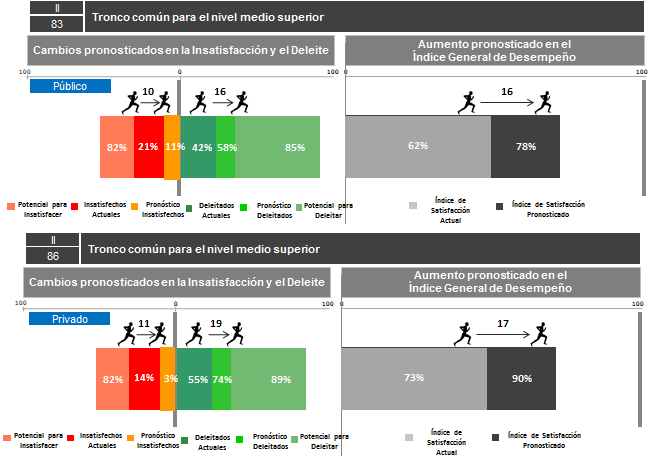 II
83
Tronco común para el nivel medio superior
Cambios pronosticados en la Insatisfacción y el Deleite
Aumento pronosticado en el
Índice General de Desempeño
100 0 100 0 100
Público
10 16 16
82% 21% 11% 42% 58% 85% 62% 78%
Potencial para
Insatisfacer
Insatisfechos
Actuales
Pronóstico
Insatisfechos
Deleitados
Actuales
Pronóstico
Deleitados
Potencial para
Deleitar
Índice de
Satisfacción
Actual
Índice de Satisfacción
Pronosticado
II
86
Tronco común para el nivel medio superior
Cambios pronosticados en la Insatisfacción y el Deleite
Aumento pronosticado en el
Índice General de Desempeño
100 0 100 0 100
Privado
11 19 17
82% 14% 3% 55% 74% 89% 73% 90%
Potencial para
Insatisfacer
Insatisfechos
Actuales
Pronóstico
Insatisfechos
Deleitados
Actuales
Pronóstico
Deleitados
Potencial para
Deleitar
Índice de
Satisfacción
Actual
Índice de Satisfacción
Pronosticado